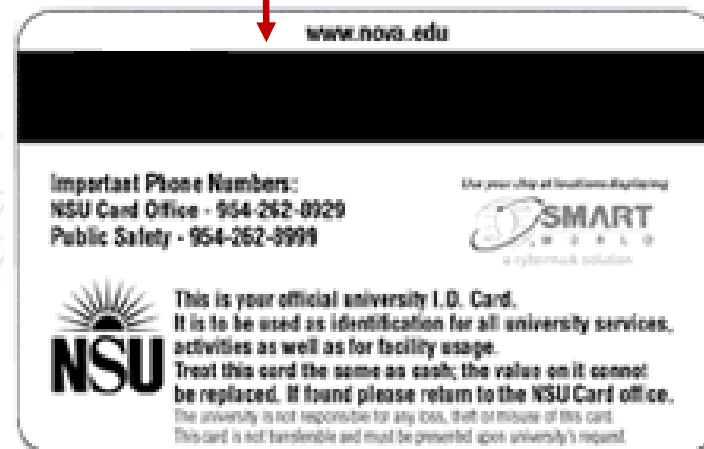 www.nova.edu
Important Phone Numbers:
NSU Card Office - 954-262-8929
Public Safety - 954-262-8999
Use your chip at locations displaying
SMART
WORLD
a cybermark solution
This is your official university I.D. Card.
It is to be used as identification for all university services,
activities as well as for facility usage.
NSU
Treat this card the same as cash; the value on it cannot
be replaced. If found please return to the NSU Card office.
The university is not responsible for any loss, theft or misuse of this card.
This card is not transferable and must be presented upon university's request.